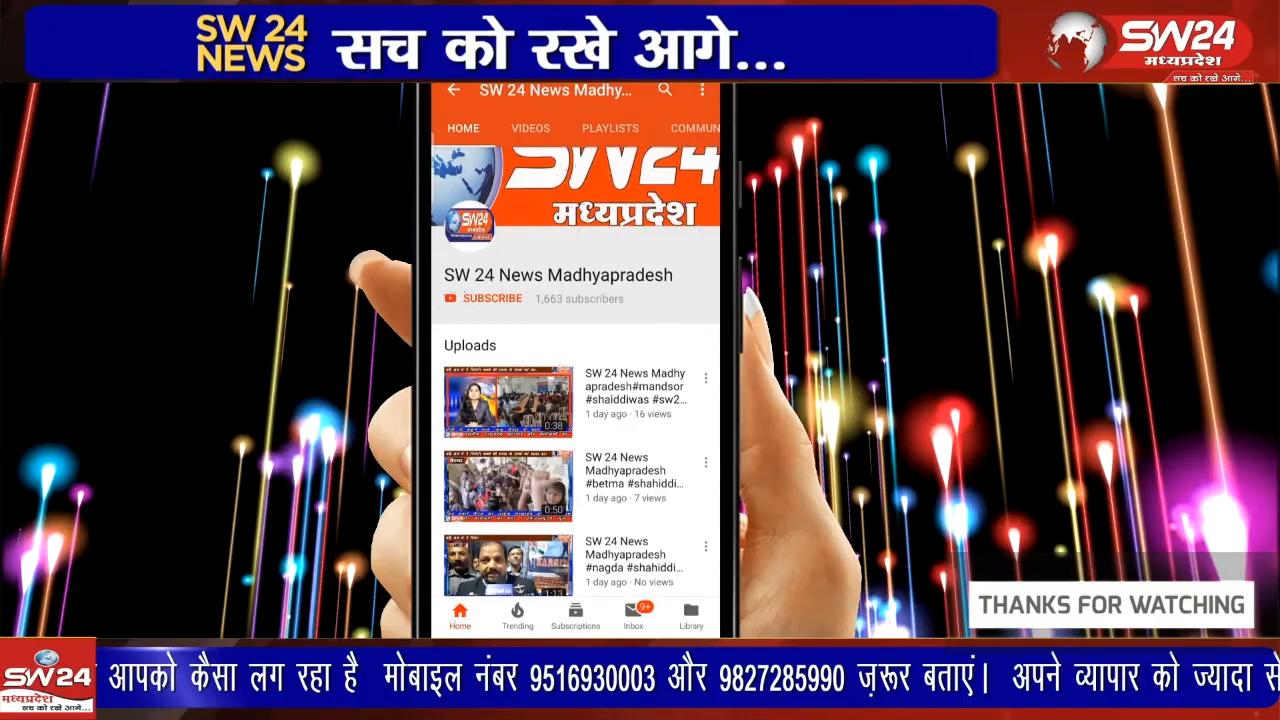 SW 24
NEWS
सच को रखे आगे...
SW24
मध्यप्रदेश
सच को रखे आगे...
SW 24 News Madhy...
HOME VIDEOS PLAYLISTS COMMUN
SW24
मध्यप्रदेश
SW24
SW 24 News Madhyapradesh
SUBSCRIBE 1,663 subscribers
Uploads
SW 24 News Madhy
apradesh#mandsor
#shaiddiwas #sw2...
1 day ago · 16 views
0:38
SW 24 News
Madhyapradesh
#betma #shahiddi...
1 day ago · 7 views
0:50
SW 24 News
Madhyapradesh
#nagda #shahiddi...
1 day ago · No views
1:13
9+
Home Trending Subscriptions Inbox Library
THANKS FOR WATCHING
SW24
मध्यप्रदेश
सच को रखे आगे...
आपको कैसा लग रहा है मोबाइल नंबर 9516930003 और 9827285990 ज़रूर बताएं। अपने व्यापार को ज्यादा से